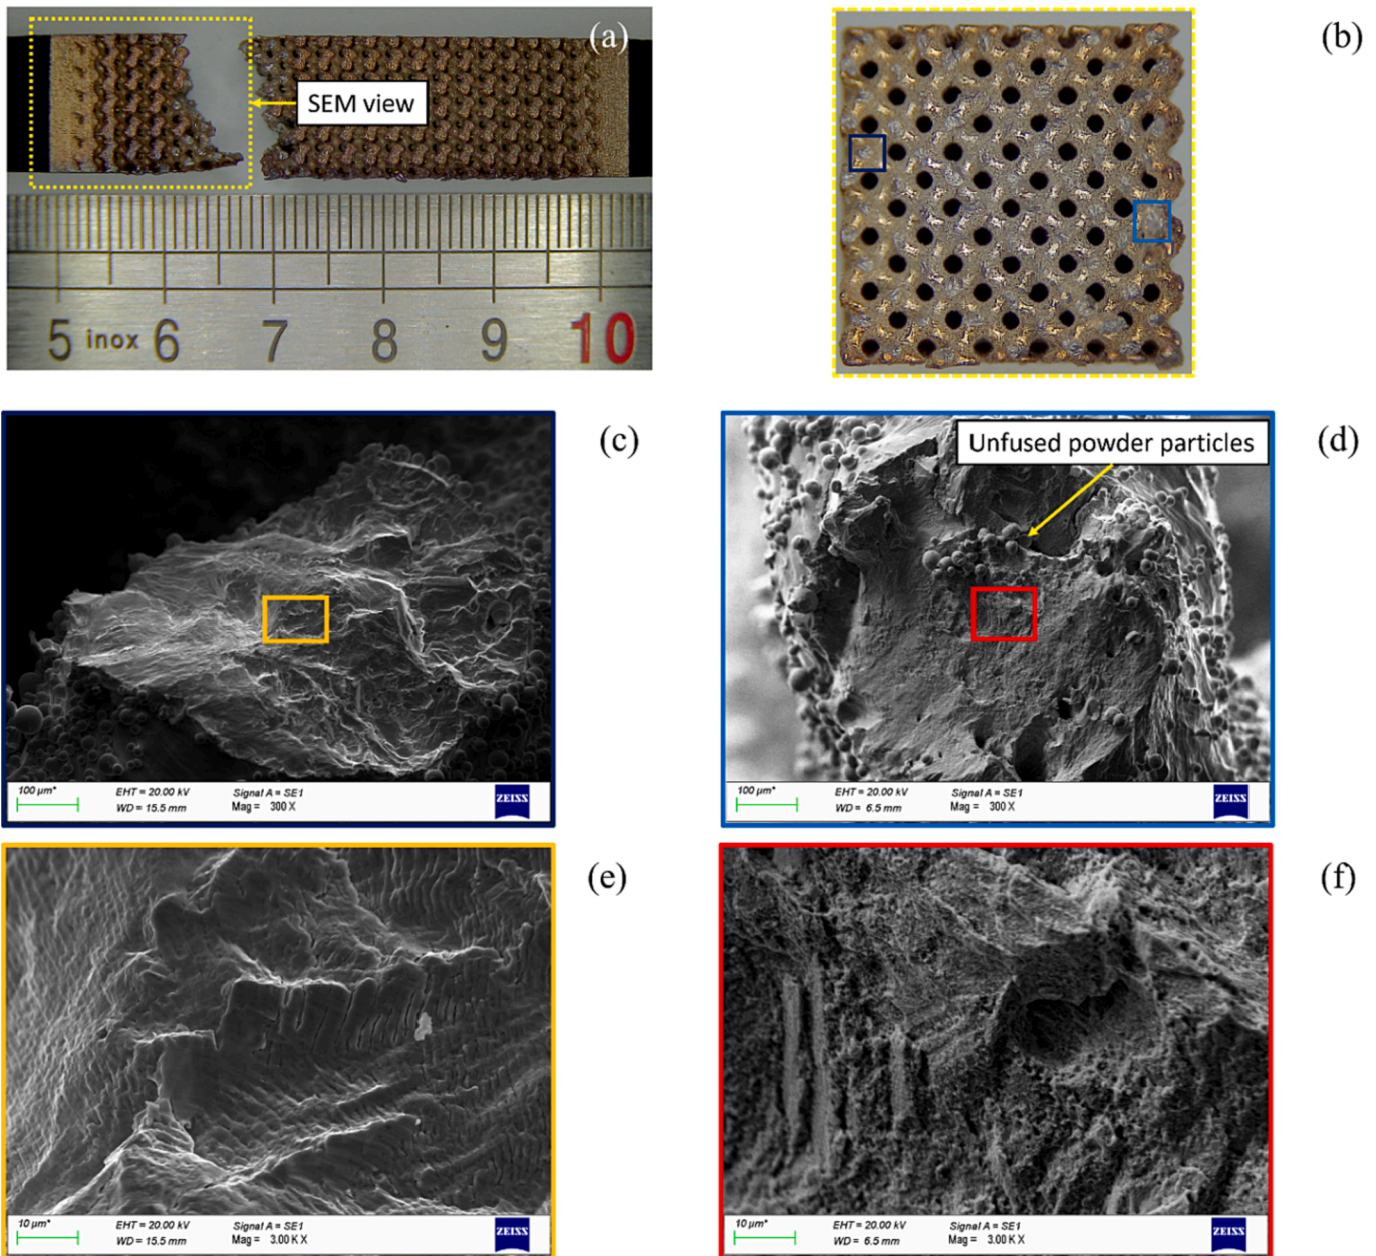 (a)
SEM view
5 inox 6 7 8 9 10
(b)
(c)
100 µm*
EHT = 20.00 kV
Signal A = SE1
WD = 15.5 mm
Mag = 300 X
ZEISS
Unfused powder particles
(d)
100 µm*
EHT = 20.00 kV
Signal A = SE1
WD = 6.5 mm
Mag = 300 X
ZEISS
(e)
10 µm*
EHT = 20.00 kV
Signal A = SE1
WD = 15.5 mm
Mag = 3.00 K X
ZEISS
(f)
10 µm*
EHT = 20.00 kV
Signal A = SE1
WD = 6.5 mm
Mag = 3.00 K X
ZEISS